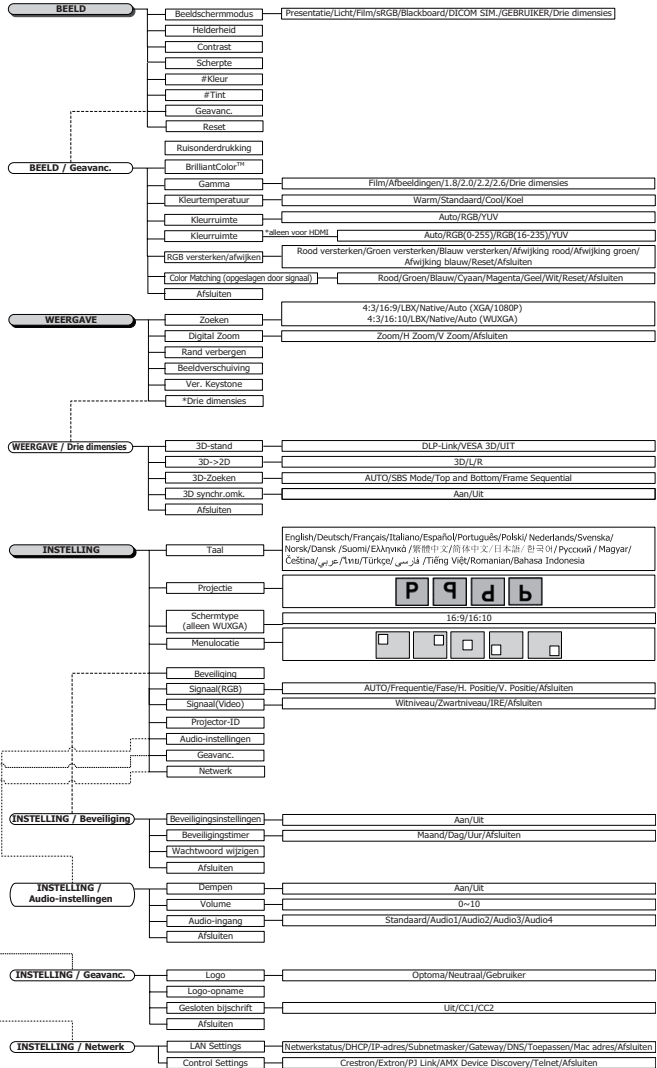 BEELD
Beeldschermmodus
Presentatie/Licht/Film/sRGB/Blackboard/DICOM SIM./GEBRUIKER/Drie dimensies
Helderheid
Contrast
Scherpte
#Kleur
#Tint
Geavanc.
Reset
BEELD / Geavanc.
Ruisonderdrukking
BrilliantColor™
Gamma
Film/Afbeeldingen/1.8/2.0/2.2/2.6/Drie dimensies
Kleurtemperatuur
Warm/Standaard/Cool/Koel
Kleurruimte
Auto/RGB/YUV
Kleurruimte
*alleen voor HDMI
Auto/RGB(0-255)/RGB(16-235)/YUV
RGB versterken/afwijken
Rood versterken/Groen versterken/Blauw versterken/Afwijking rood/Afwijking groen/
Afwijking blauw/Reset/Afsluiten
Color Matching (opgeslagen door signaal)
Rood/Groen/Blauw/Cyaan/Magenta/Geel/Wit/Reset/Afsluiten
Afsluiten
WEERGAVE
Zoeken
4:3/16:9/LBX/Native/Auto (XGA/1080P)
4:3/16:10/LBX/Native/Auto (WUXGA)
Digital Zoom
Zoom/H Zoom/V Zoom/Afsluiten
Rand verbergen
Beeldverschuiving
Ver. Keystone
*Drie dimensies
WEERGAVE / Drie dimensies
3D-stand
DLP-Link/VESA 3D/UIT
3D->2D
3D/L/R
3D-Zoeken
AUTO/SBS Mode/Top and Bottom/Frame Sequential
3D synchr.omk.
Aan/Uit
Afsluiten
INSTELLING
Taal
English/Deutsch/Français/Italiano/Español/Português/Polski/ Nederlands/Svenska/
Norsk/Dansk /Suomi/Ελληνικά /繁體中文/简体中文/日本語/한국어/Русский / Magyar/
Čeština/عربي/ไทย/Türkçe/فارسی /Tiếng Việt/Romanian/Bahasa Indonesia
Projectie
P P P P
Schermtype
(alleen WUXGA)
16:9/16:10
Menulocatie
Beveiliging
Signaal(RGB)
AUTO/Frequentie/Fase/H. Positie/V. Positie/Afsluiten
Signaal(Video)
Witniveau/Zwartniveau/IRE/Afsluiten
Projector-ID
Audio-instellingen
Geavanc.
Netwerk
INSTELLING / Beveiliging
Beveiligingsinstellingen
Aan/Uit
Beveiligingstimer
Maand/Dag/Uur/Afsluiten
Wachtwoord wijzigen
Afsluiten
INSTELLING /
Audio-instellingen
Dempen
Aan/Uit
Volume
0~10
Audio-ingang
Standaard/Audio1/Audio2/Audio3/Audio4
Afsluiten
INSTELLING / Geavanc.
Logo
Optoma/Neutraal/Gebruiker
Logo-opname
Gesloten bijschrift
Uit/CC1/CC2
Afsluiten
INSTELLING / Netwerk
LAN Settings
Netwerkstatus/DHCP/IP-adres/Subnetmasker/Gateway/DNS/Toepassen/Mac adres/Afsluiten
Control Settings
Crestron/Extron/PJ Link/AMX Device Discovery/Telnet/Afsluiten